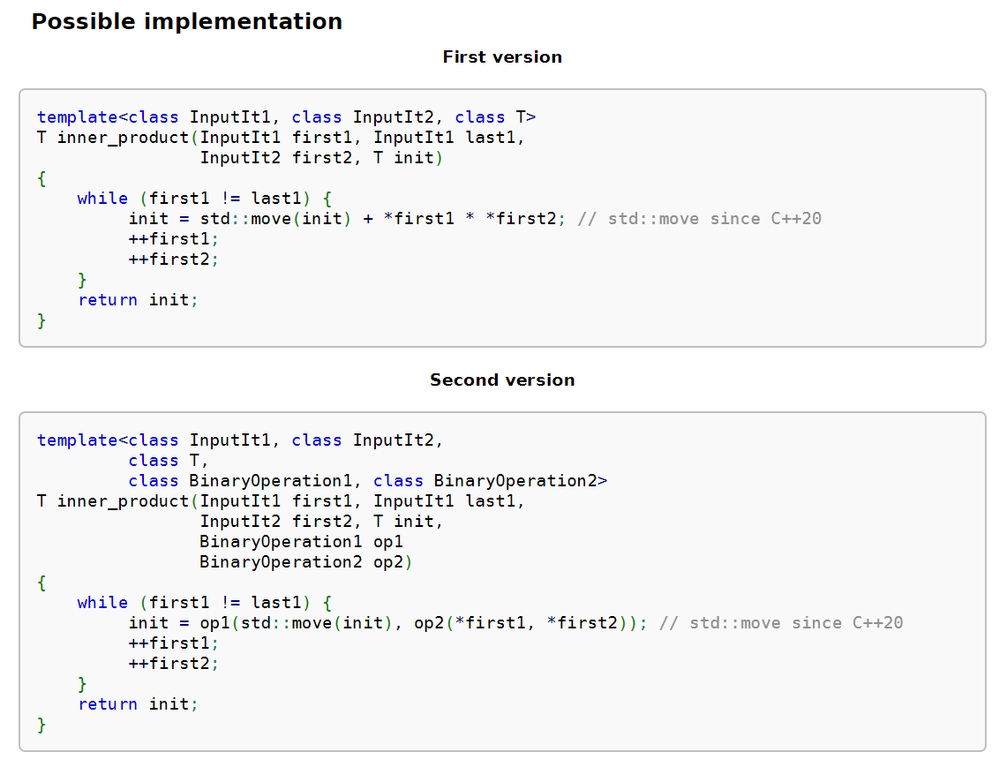 Possible implementation
First version
template<class InputIt1, class InputIt2, class T>
T inner_product(InputIt1 first1, InputIt1 last1,
                InputIt2 first2, T init)
{
    while (first1 != last1) {
         init = std::move(init) + *first1 * *first2; // std::move since C++20
         ++first1;
         ++first2;
    }
    return init;
}
Second version
template<class InputIt1, class InputIt2,
         class T,
         class BinaryOperation1, class BinaryOperation2>
T inner_product(InputIt1 first1, InputIt1 last1,
                InputIt2 first2, T init,
                BinaryOperation1 op1
                BinaryOperation2 op2)
{
    while (first1 != last1) {
         init = op1(std::move(init), op2(*first1, *first2)); // std::move since C++20
         ++first1;
         ++first2;
    }
    return init;
}